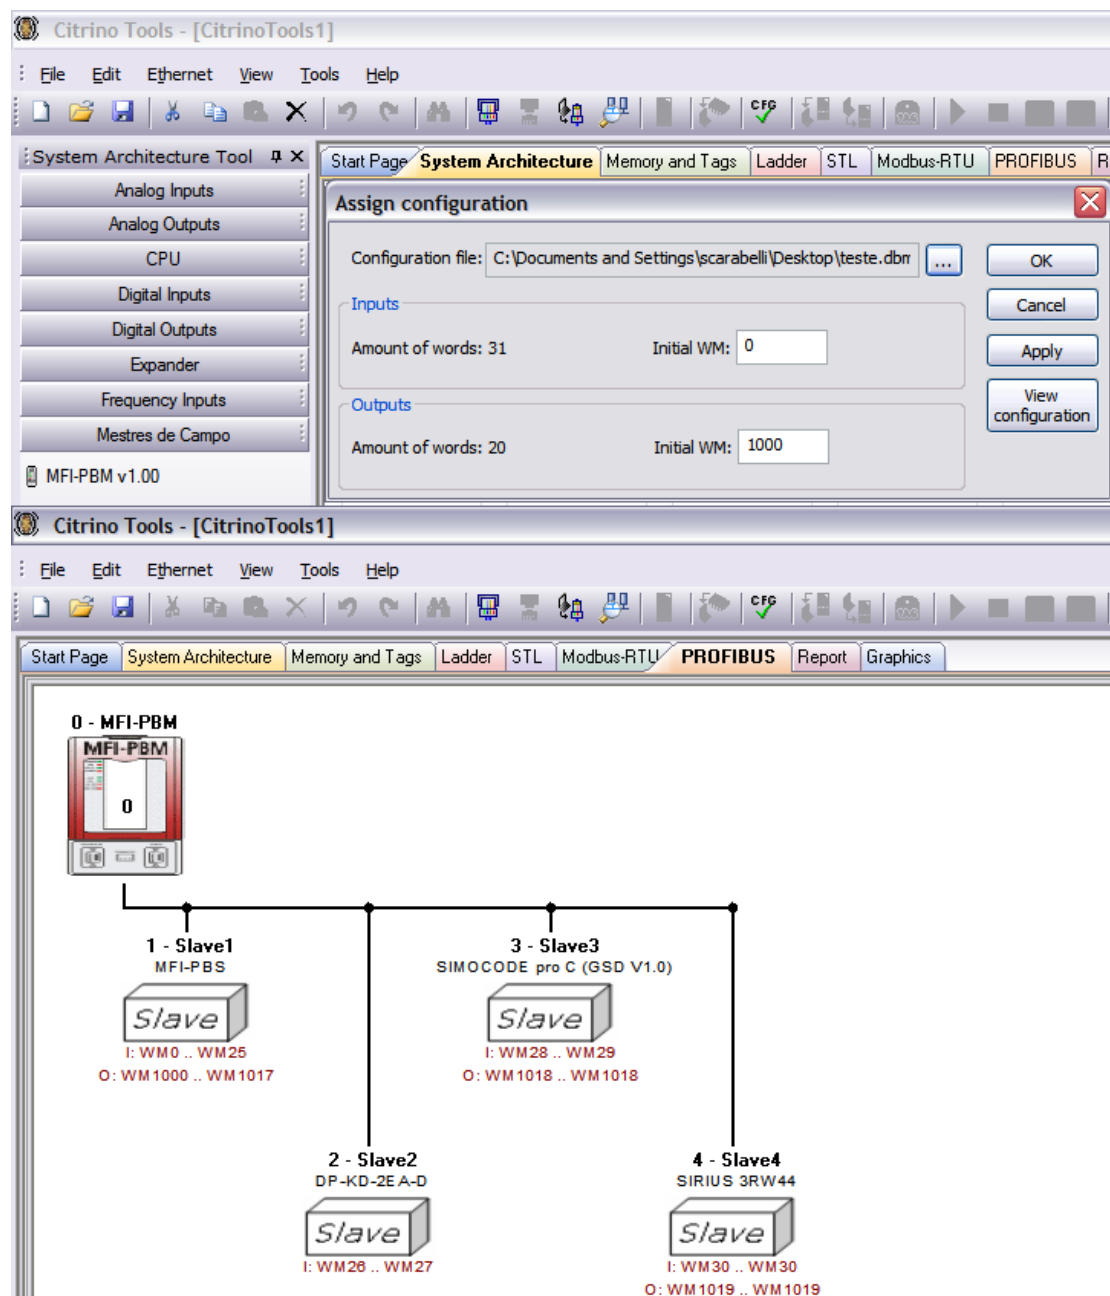 Citrino Tools - [CitrinoTools1]
File Edit Ethernet View Tools Help
CFG
System Architecture Tool
Start Page System Architecture Memory and Tags Ladder STL Modbus-RTU PROFIBUS R
Analog Inputs
Analog Outputs
CPU
Digital Inputs
Digital Outputs
Expander
Frequency Inputs
Mestres de Campo
MFI-PBM v1.00
Assign configuration
Configuration file: C:\Documents and Settings\scarabelli\Desktop\teste.dbm ... OK
Inputs
Cancel
Amount of words: 31 Initial WM: 0
Apply
Outputs
View
configuration
Amount of words: 20 Initial WM: 1000
Citrino Tools - [CitrinoTools1]
File Edit Ethernet View Tools Help
CFG
Start Page System Architecture Memory and Tags Ladder STL Modbus-RTU PROFIBUS Report Graphics
0 - MFI-PBM
MFI-PBM
0
1 - Slave1
MFI-PBS
Slave
I: WM0 .. WM25
O: WM1000 .. WM1017
3 - Slave3
SIMOCODE pro C (GSD V1.0)
Slave
I: WM28 .. WM29
O: WM1018 .. WM1018
2 - Slave2
DP-KD-2EA-D
Slave
I: WM26 .. WM27
4 - Slave4
SIRIUS 3RW44
Slave
I: WM30 .. WM30
O: WM1019 .. WM1019